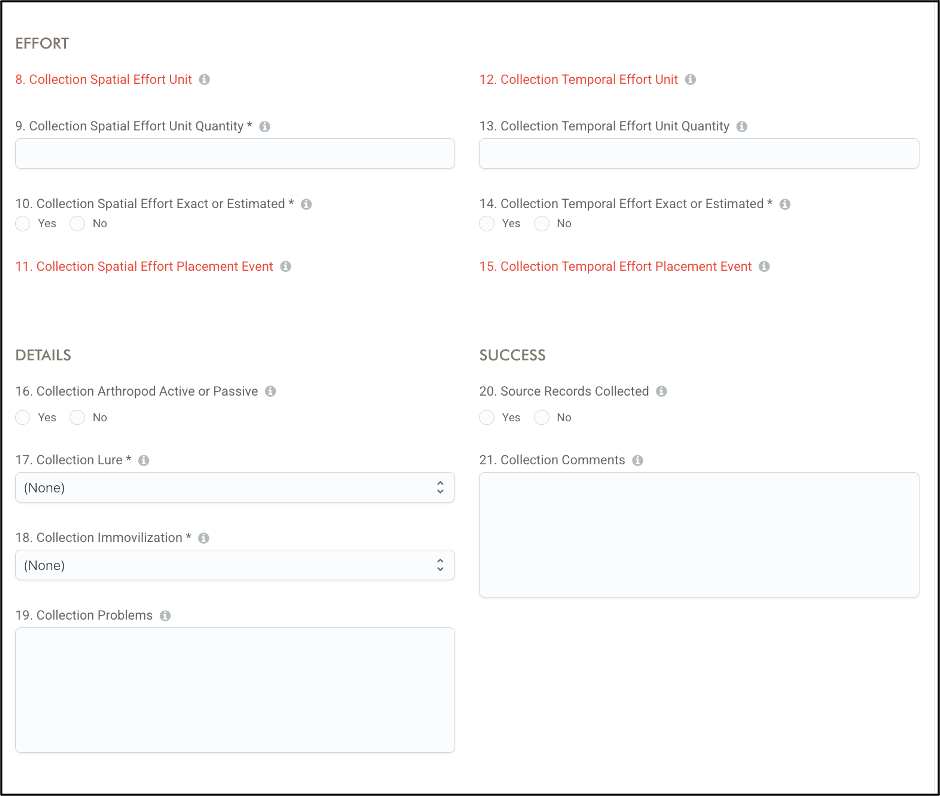 EFFORT
8. Collection Spatial Effort Unit
9. Collection Spatial Effort Unit Quantity *
10. Collection Spatial Effort Exact or Estimated *
Yes No
11. Collection Spatial Effort Placement Event
12. Collection Temporal Effort Unit
13. Collection Temporal Effort Unit Quantity
14. Collection Temporal Effort Exact or Estimated *
Yes No
15. Collection Temporal Effort Placement Event
DETAILS
16. Collection Arthropod Active or Passive
Yes No
17. Collection Lure *
(None)
18. Collection Immovilization *
(None)
19. Collection Problems
SUCCESS
20. Source Records Collected
Yes No
21. Collection Comments